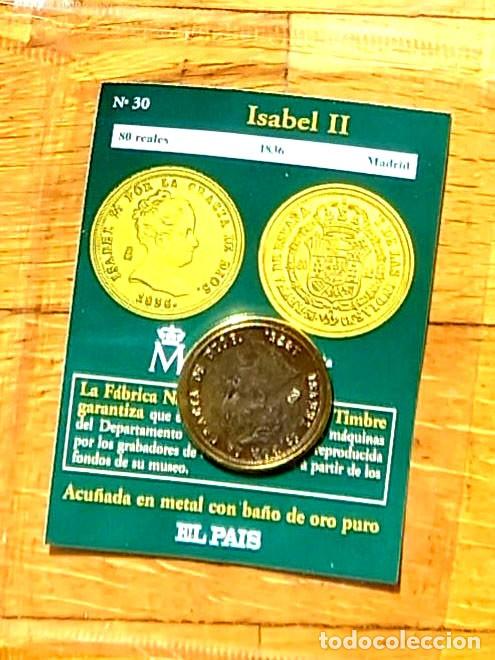 Nº 30
Isabel II
80 reales 1836 Madrid
ISABEL 2ª POR LA GRACIA DE DIOS.
1836.
M
La Fábrica Timbre
garantiza que máquinas
del Departamento reproducida
por los grabadores de a partir de los
fondos de su museo.
Acuñada en metal con baño de oro puro
EL PAIS
todocoleccion